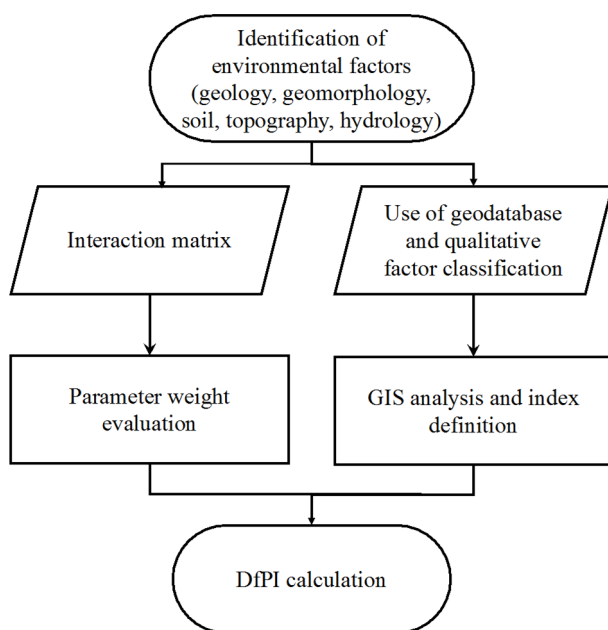 Identification of
environmental factors
(geology, geomorphology,
soil, topography, hydrology)
Interaction matrix
Use of geodatabase
and qualitative
factor classification
Parameter weight
evaluation
GIS analysis and index
definition
DfPI calculation